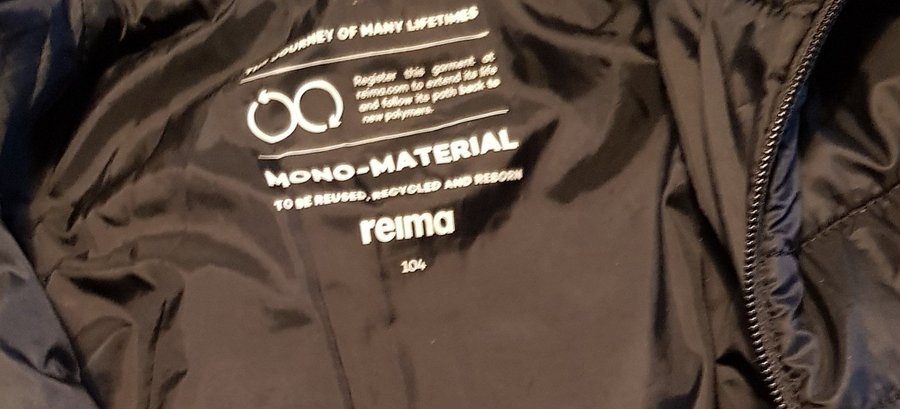 JOURNEY OF MANY LIFETIMES
Register this garment at
reima.com to extend its life
and follow its path back to
new polymers.
MONO-MATERIAL
TO BE REUSED, RECYCLED AND REBORN
reima
104